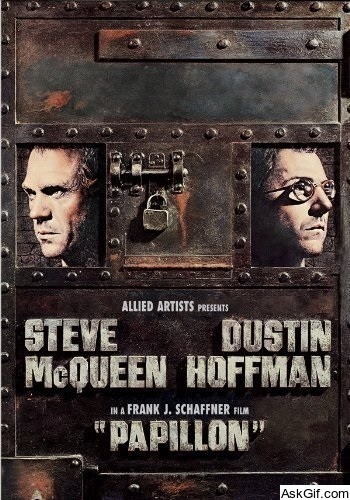 ALLIED ARTISTS PRESENTS
STEVE DUSTIN
McQUEEN HOFFMAN
IN A FRANK J. SCHAFFNER FILM
"PAPILLON"
AskGif.com